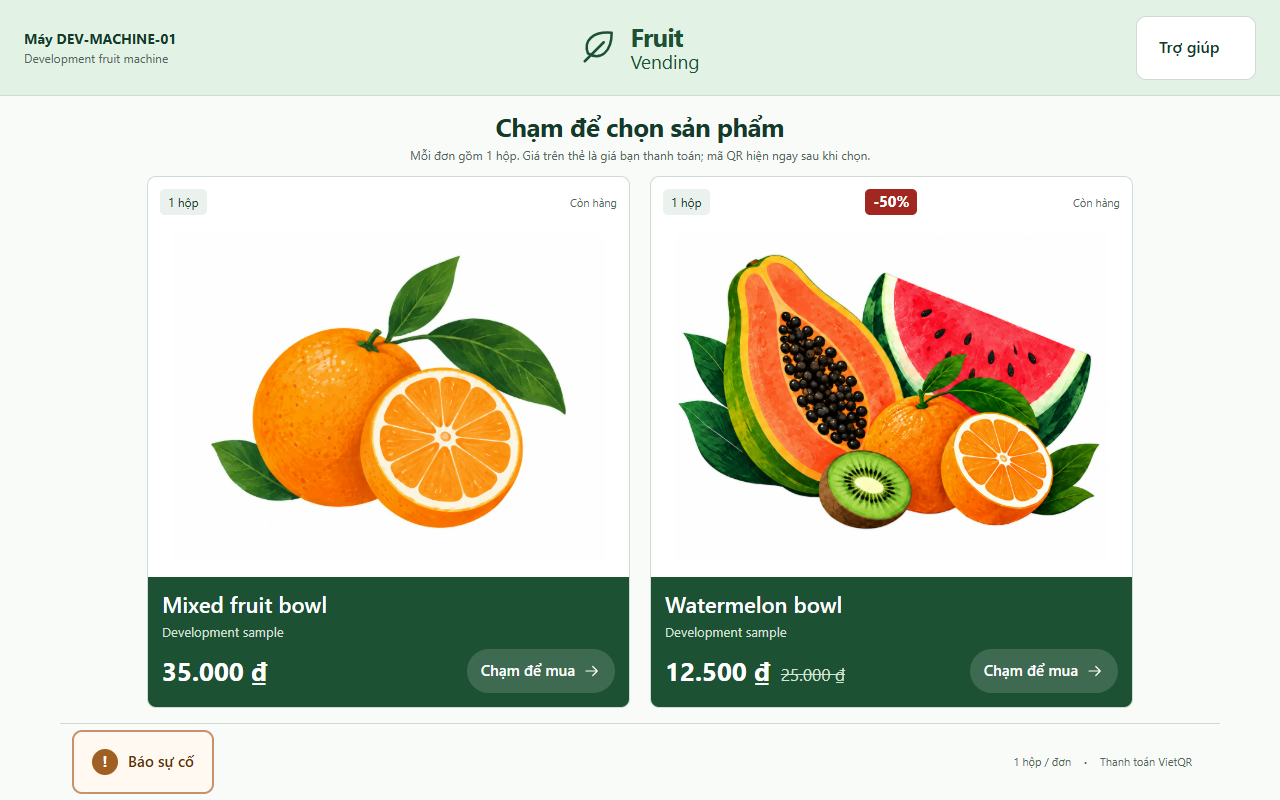 Máy DEV-MACHINE-01
Development fruit machine
Fruit
Vending
Trợ giúp
Chạm để chọn sản phẩm
Mỗi đơn gồm 1 hộp. Giá trên thẻ là giá bạn thanh toán; mã QR hiện ngay sau khi chọn.
1 hộp
Còn hàng
Mixed fruit bowl
Development sample
35.000 ₫
Chạm để mua →
1 hộp
-50%
Còn hàng
Watermelon bowl
Development sample
12.500 ₫ 25.000 ₫
Chạm để mua →
! Báo sự cố
1 hộp / đơn • Thanh toán VietQR